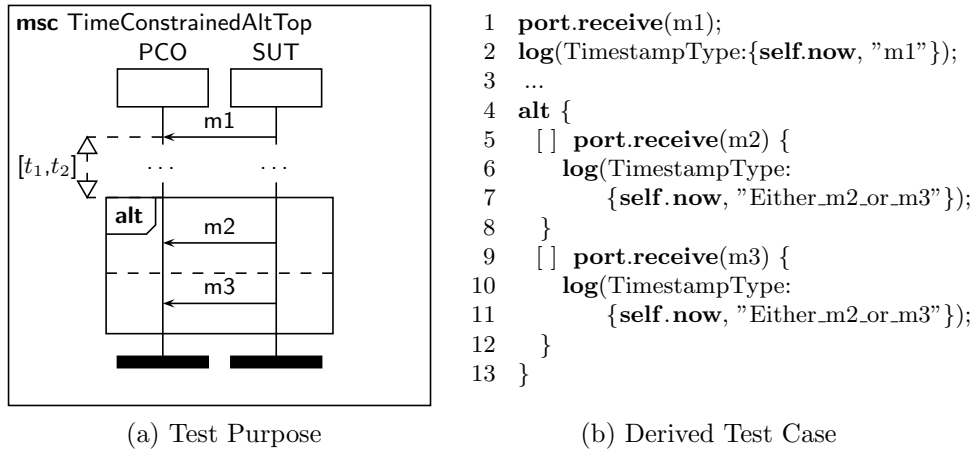 msc TimeConstrainedAltTop
PCO SUT
m1
[t1,t2]
... ...
alt
m2
m3
(a) Test Purpose
1 port.receive(m1);
2 log(TimestampType:{self.now, ”m1”});
3 ...
4 alt {
5 [ ] port.receive(m2) {
6 log(TimestampType:
7 {self.now, ”Either_m2_or_m3”});
8 }
9 [ ] port.receive(m3) {
10 log(TimestampType:
11 {self.now, ”Either_m2_or_m3”});
12 }
13 }
(b) Derived Test Case